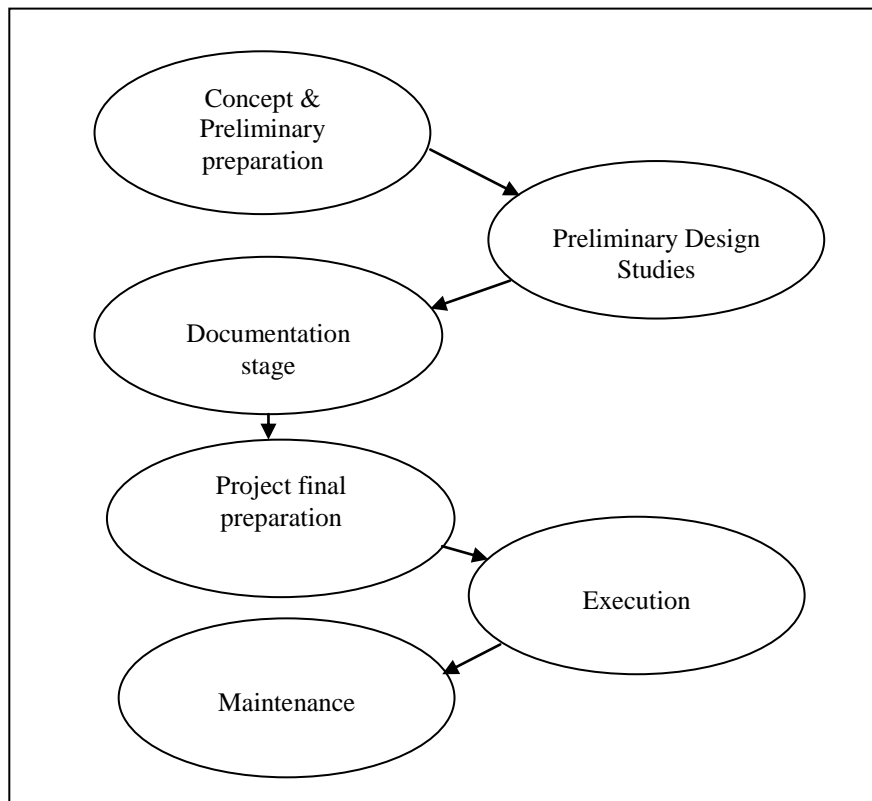 Concept &
Preliminary
preparation
Preliminary Design
Studies
Documentation
stage
Project final
preparation
Execution
Maintenance